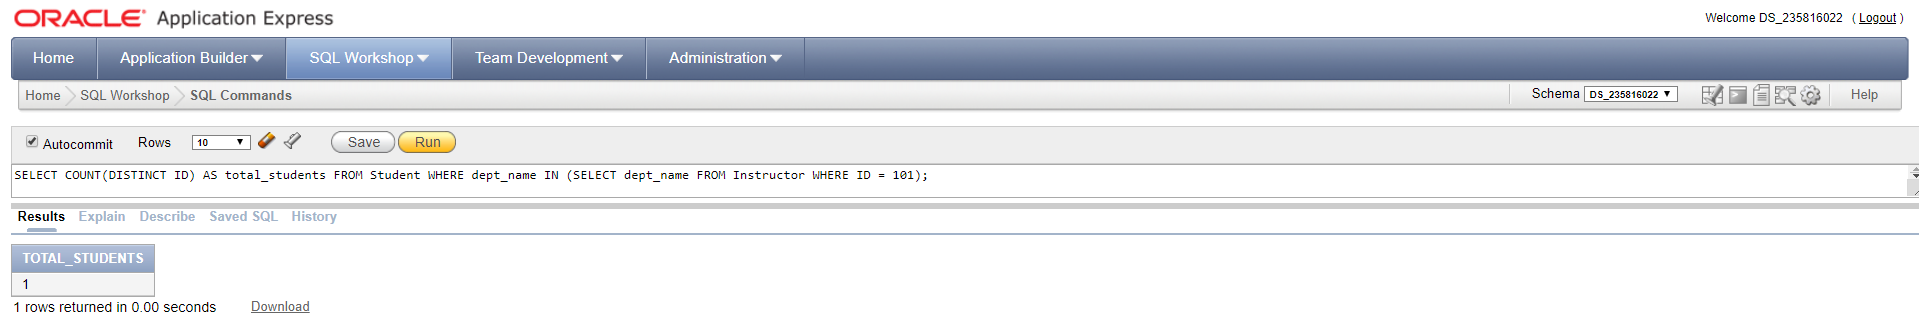 ORACLE Application Express
Welcome DS_235816022 ( Logout )
Home Application Builder SQL Workshop Team Development Administration
Home SQL Workshop SQL Commands Schema DS_235816022 Help
Autocommit Rows 10 Save Run
SELECT COUNT(DISTINCT ID) AS total_students FROM Student WHERE dept_name IN (SELECT dept_name FROM Instructor WHERE ID = 101);
Results Explain Describe Saved SQL History
TOTAL_STUDENTS
1
1 rows returned in 0.00 seconds Download